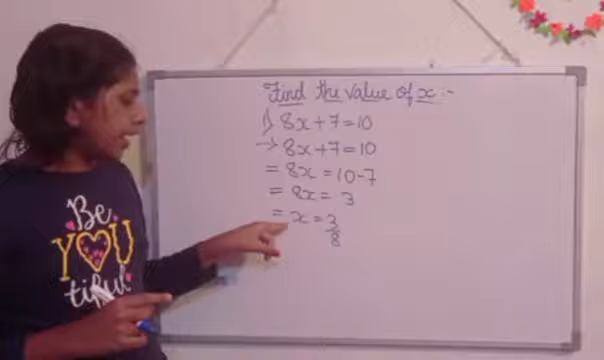 Find the value of x :-
1) 8x+7=10
→ 8x+7=10
= 8x = 10-7
= 8x = 3
= x = 3/8
Be
YOU
tiful